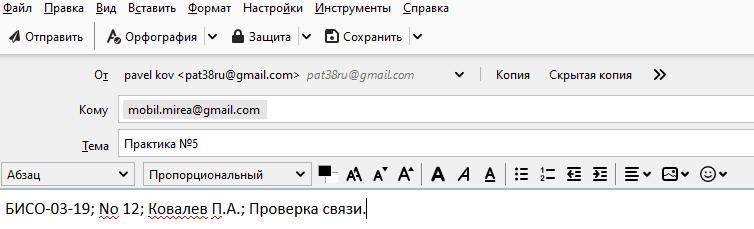 Файл Правка Вид Вставить Формат Настройки Инструменты Справка
Отправить Орфография Защита Сохранить
От pavel kov <pat38ru@gmail.com> pat38ru@gmail.com Копия Скрытая копия
Кому mobil.mirea@gmail.com
Тема Практика №5
Абзац Пропорциональный
БИСО-03-19; No 12; Ковалев П.А.; Проверка связи.